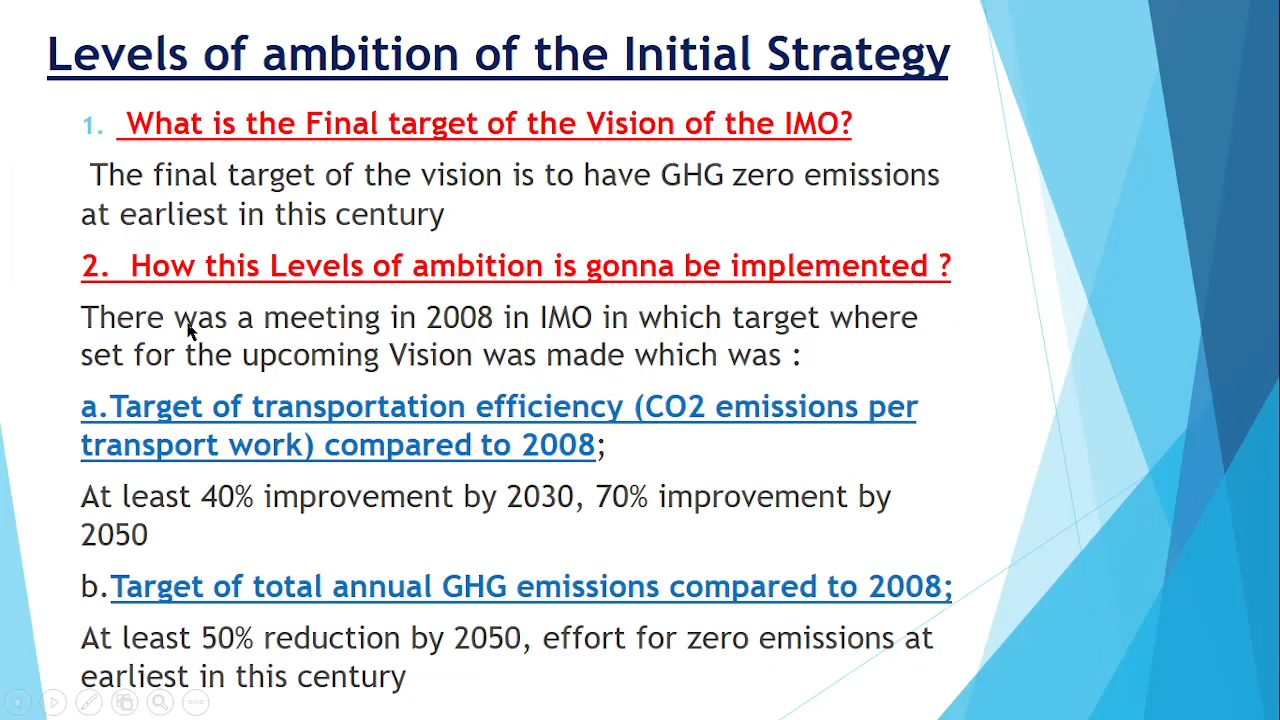 Levels of ambition of the Initial Strategy
1. What is the Final target of the Vision of the IMO?
The final target of the vision is to have GHG zero emissions
at earliest in this century
2. How this Levels of ambition is gonna be implemented ?
There was a meeting in 2008 in IMO in which target where
set for the upcoming Vision was made which was :
a.Target of transportation efficiency (CO2 emissions per
transport work) compared to 2008;
At least 40% improvement by 2030, 70% improvement by
2050
b.Target of total annual GHG emissions compared to 2008;
At least 50% reduction by 2050, effort for zero emissions at
earliest in this century